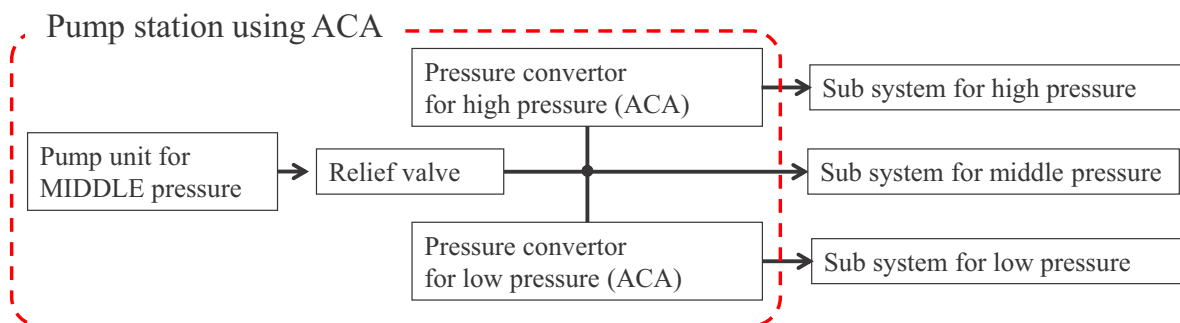 Pump station using ACA
Pressure convertor
for high pressure (ACA)
Sub system for high pressure
Pump unit for
MIDDLE pressure
Relief valve
Sub system for middle pressure
Pressure convertor
for low pressure (ACA)
Sub system for low pressure